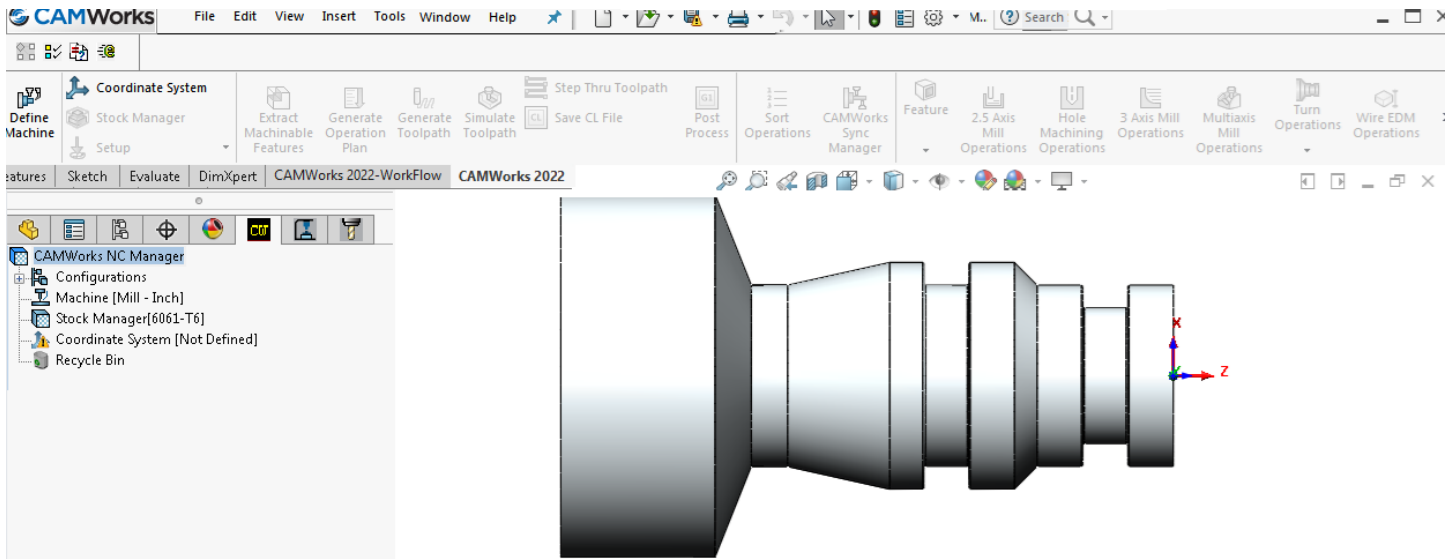 CAMWorks File Edit View Insert Tools Window Help M.. Search
Define Machine
Coordinate System
Stock Manager
Setup
Extract Machinable Features
Generate Operation Plan
Generate Toolpath
Simulate Toolpath
Step Thru Toolpath
CL Save CL File
G1 Post Process
Sort Operations
CAMWorks Sync Manager
Feature
2.5 Axis Mill Operations
Hole Machining Operations
3 Axis Mill Operations
Multiaxis Mill Operations
Turn Operations
Wire EDM Operations
eatures Sketch Evaluate DimXpert CAMWorks 2022-WorkFlow CAMWorks 2022
CAMWorks NC Manager
Configurations
Machine [Mill - Inch]
Stock Manager[6061-T6]
Coordinate System [Not Defined]
Recycle Bin
X
Y
Z